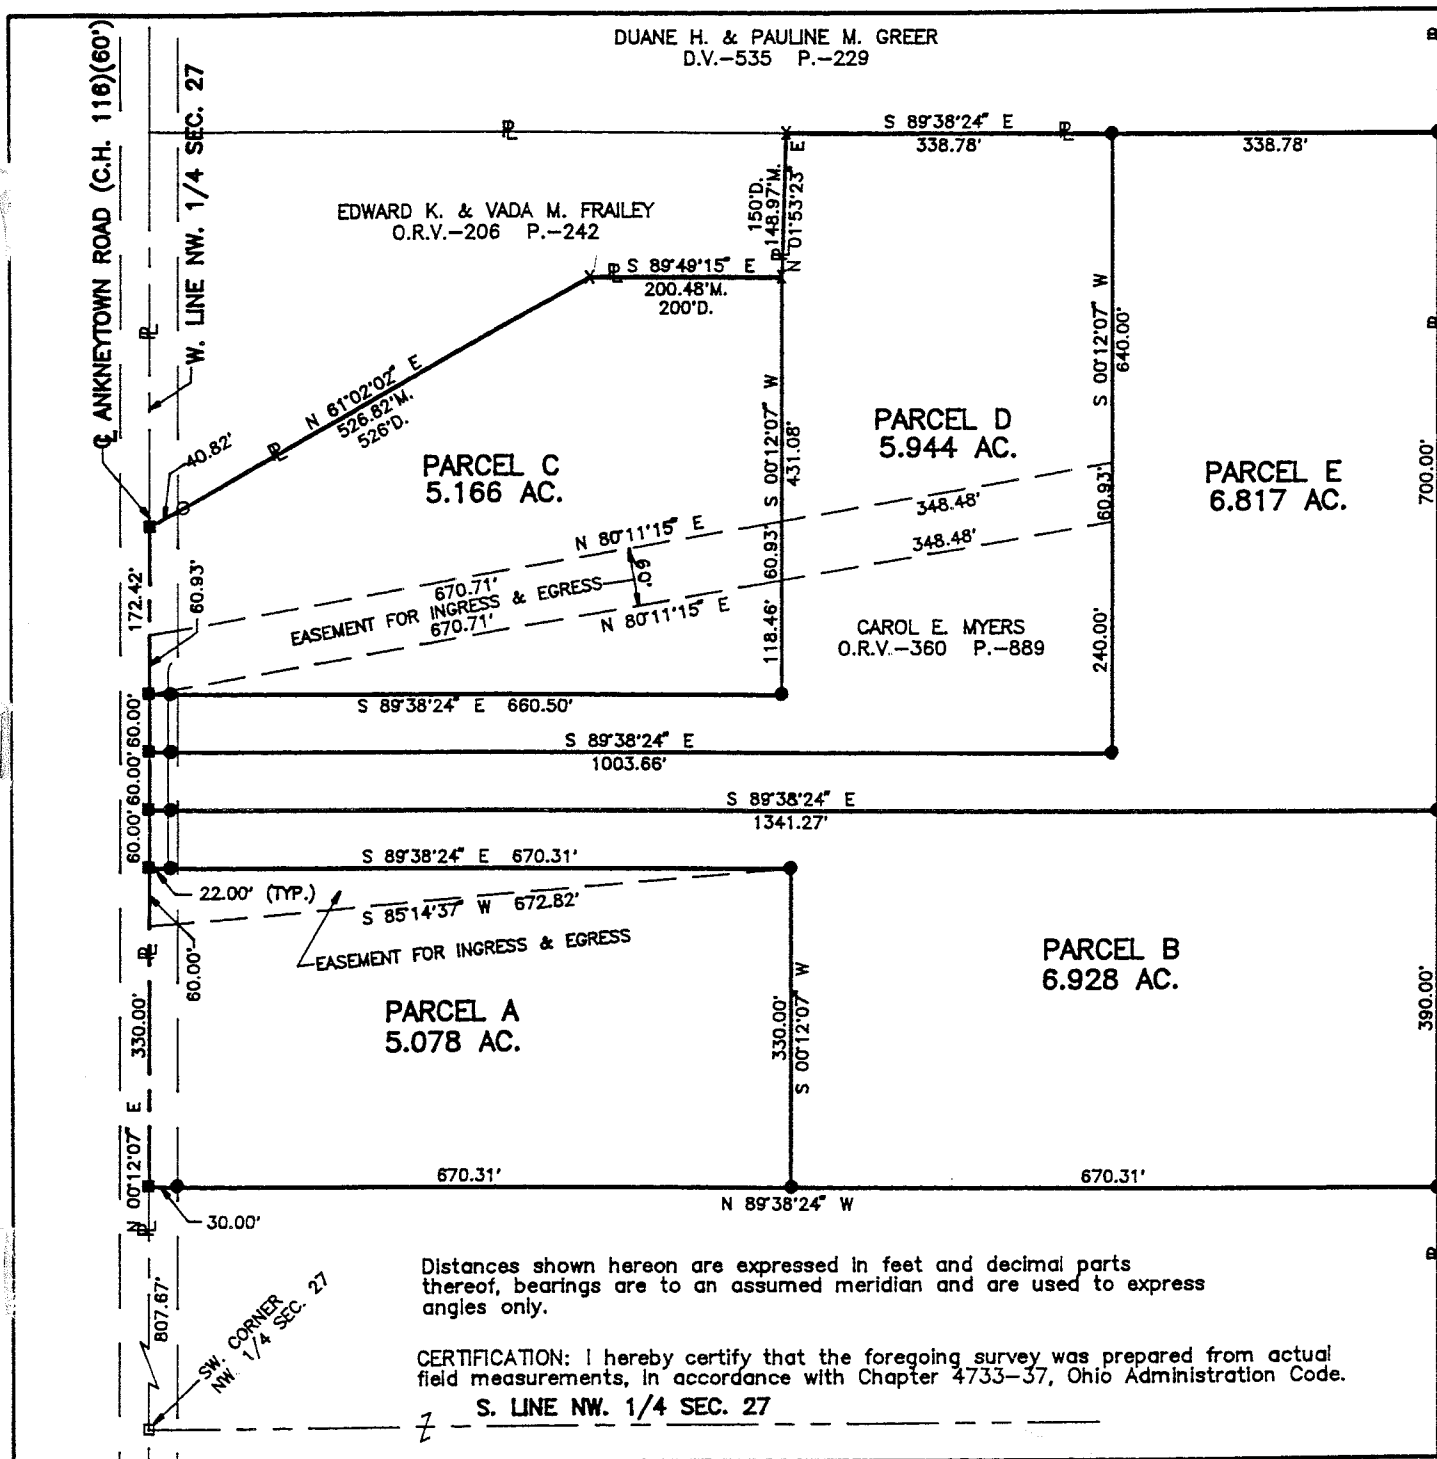 DUANE H. & PAULINE M. GREER
D.V.-535 P.-229
℄ ANKNEYTOWN ROAD (C.H. 116)(60')
W. LINE NW. 1/4 SEC. 27
S 89°38'24" E
338.78'
338.78'
EDWARD K. & VADA M. FRAILEY
O.R.V.-206 P.-242
150'D.
148.97'M.
N 01°53'23" E
S 89°49'15" E
200.48'M.
200'D.
N 61°02'02" E
526.82'M.
526'D.
40.82'
PARCEL C
5.166 AC.
S 00°12'07" W
431.08'
PARCEL D
5.944 AC.
S 00°12'07" W
640.00'
PARCEL E
6.817 AC.
700.00'
348.48'
348.48'
60.93'
60.93'
N 80°11'15" E
670.71'
60'
EASEMENT FOR INGRESS & EGRESS
670.71'
N 80°11'15" E
172.42'
60.93'
118.46'
CAROL E. MYERS
O.R.V.-360 P.-889
240.00'
S 89°38'24" E 660.50'
60.00'
S 89°38'24" E
1003.66'
60.00'
S 89°38'24" E
1341.27'
60.00'
S 89°38'24" E 670.31'
22.00' (TYP.)
S 85°14'37" W 672.82'
EASEMENT FOR INGRESS & EGRESS
60.00'
PARCEL A
5.078 AC.
PARCEL B
6.928 AC.
330.00'
N 00°12'07" E
330.00'
S 00°12'07" W
390.00'
670.31'
670.31'
N 89°38'24" W
30.00'
807.67'
SW. CORNER
NW. 1/4 SEC. 27
Distances shown hereon are expressed in feet and decimal parts
thereof, bearings are to an assumed meridian and are used to express
angles only.
CERTIFICATION: I hereby certify that the foregoing survey was prepared from actual
field measurements, in accordance with Chapter 4733-37, Ohio Administration Code.
S. LINE NW. 1/4 SEC. 27